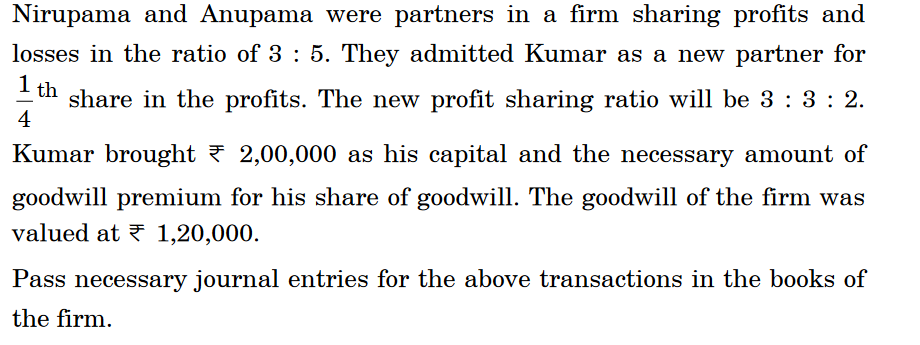 Nirupama and Anupama were partners in a firm sharing profits and
losses in the ratio of 3 : 5. They admitted Kumar as a new partner for
1/4 th share in the profits. The new profit sharing ratio will be 3 : 3 : 2.
Kumar brought ₹ 2,00,000 as his capital and the necessary amount of
goodwill premium for his share of goodwill. The goodwill of the firm was
valued at ₹ 1,20,000.
Pass necessary journal entries for the above transactions in the books of
the firm.